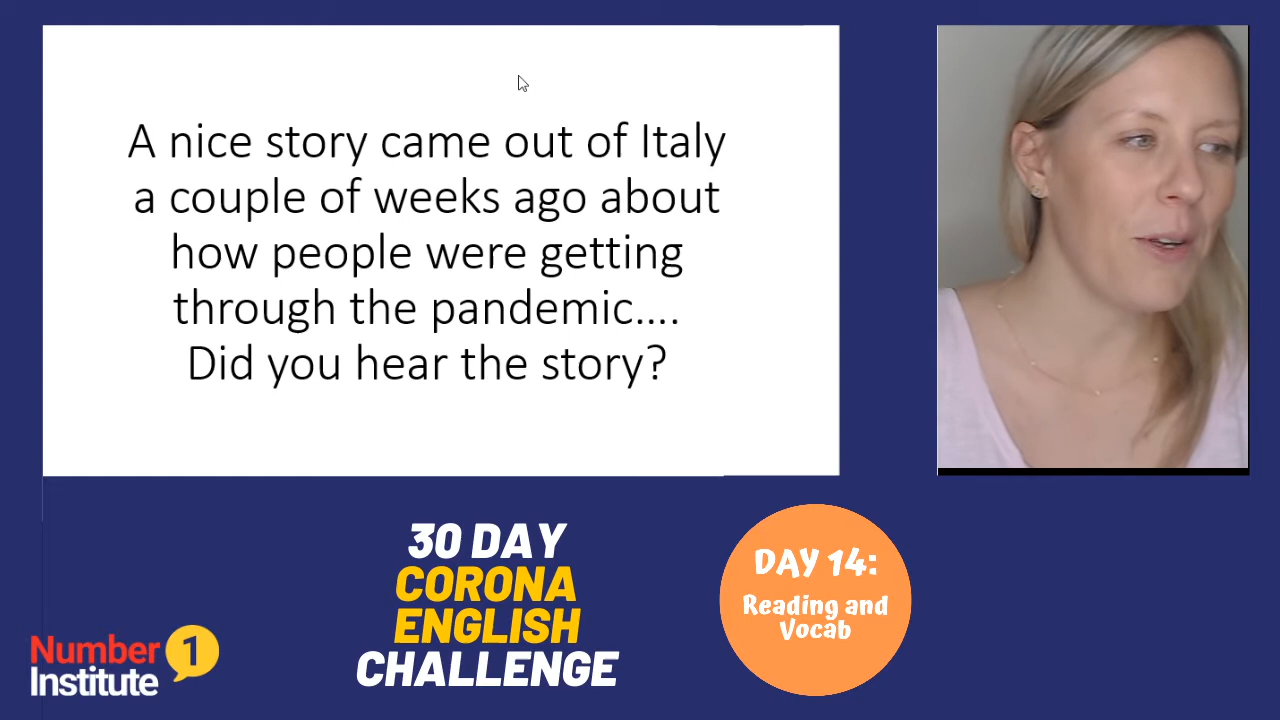 A nice story came out of Italy
a couple of weeks ago about
how people were getting
through the pandemic....
Did you hear the story?
30 DAY
CORONA
ENGLISH
CHALLENGE
DAY 14:
Reading and
Vocab
Number 1
Institute